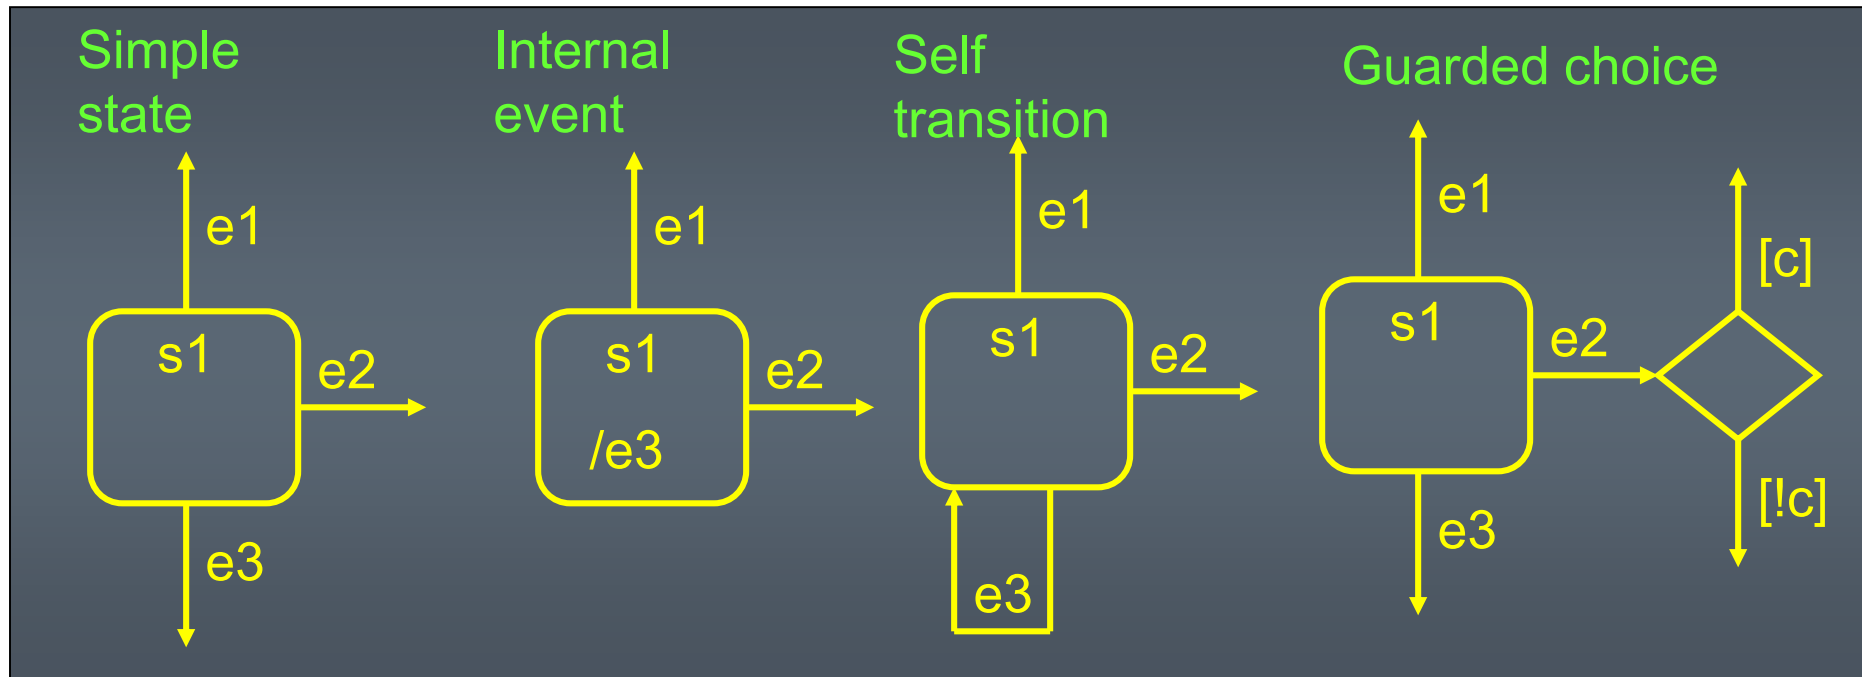 Simple
state
e1
s1
e2
e3
Internal
event
e1
s1
e2
/e3
Self
transition
e1
s1
e2
e3
Guarded choice
e1
s1
e2
e3
[c]
[!c]